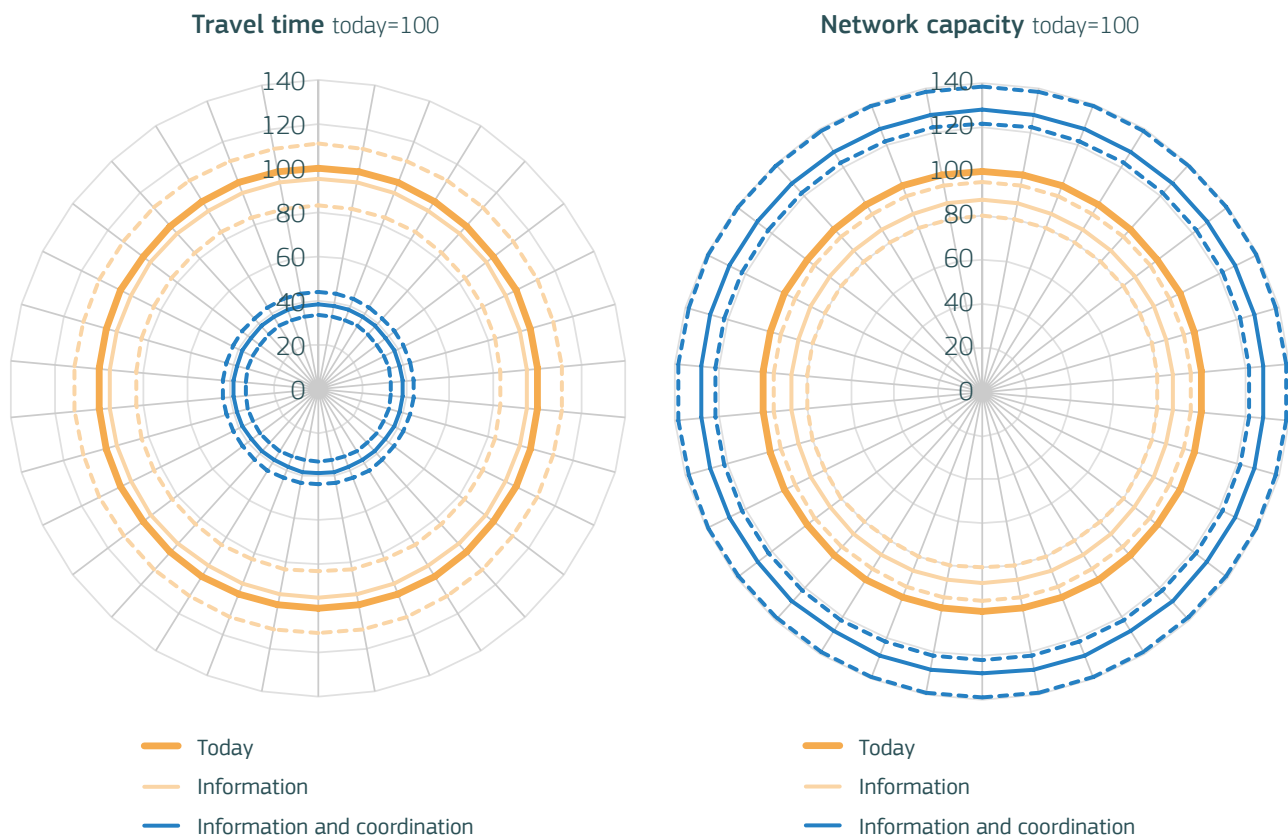 Travel time today=100
140
120
100
80
60
40
20
0
Today
Information
Information and coordination
Network capacity today=100
140
120
100
80
60
40
20
0
Today
Information
Information and coordination